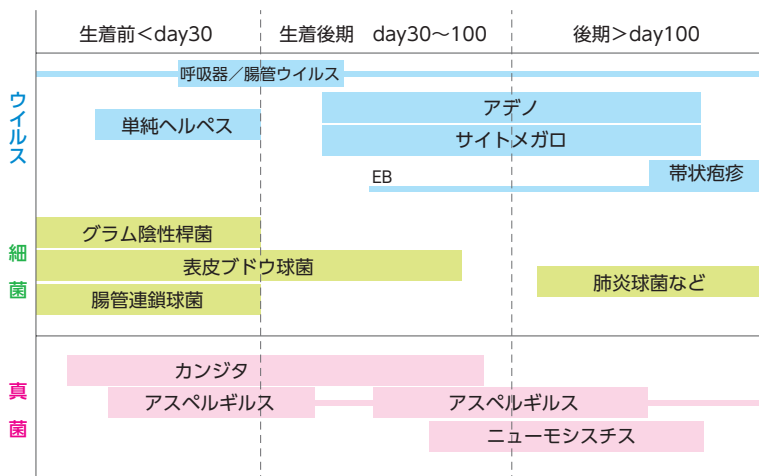 生着前＜day30
生着後期　day30〜100
後期＞day100
ウイルス
呼吸器／腸管ウイルス
アデノ
単純ヘルペス
サイトメガロ
EB
帯状疱疹
細菌
グラム陰性桿菌
表皮ブドウ球菌
肺炎球菌など
腸管連鎖球菌
真菌
カンジタ
アスペルギルス
アスペルギルス
ニューモシスチス